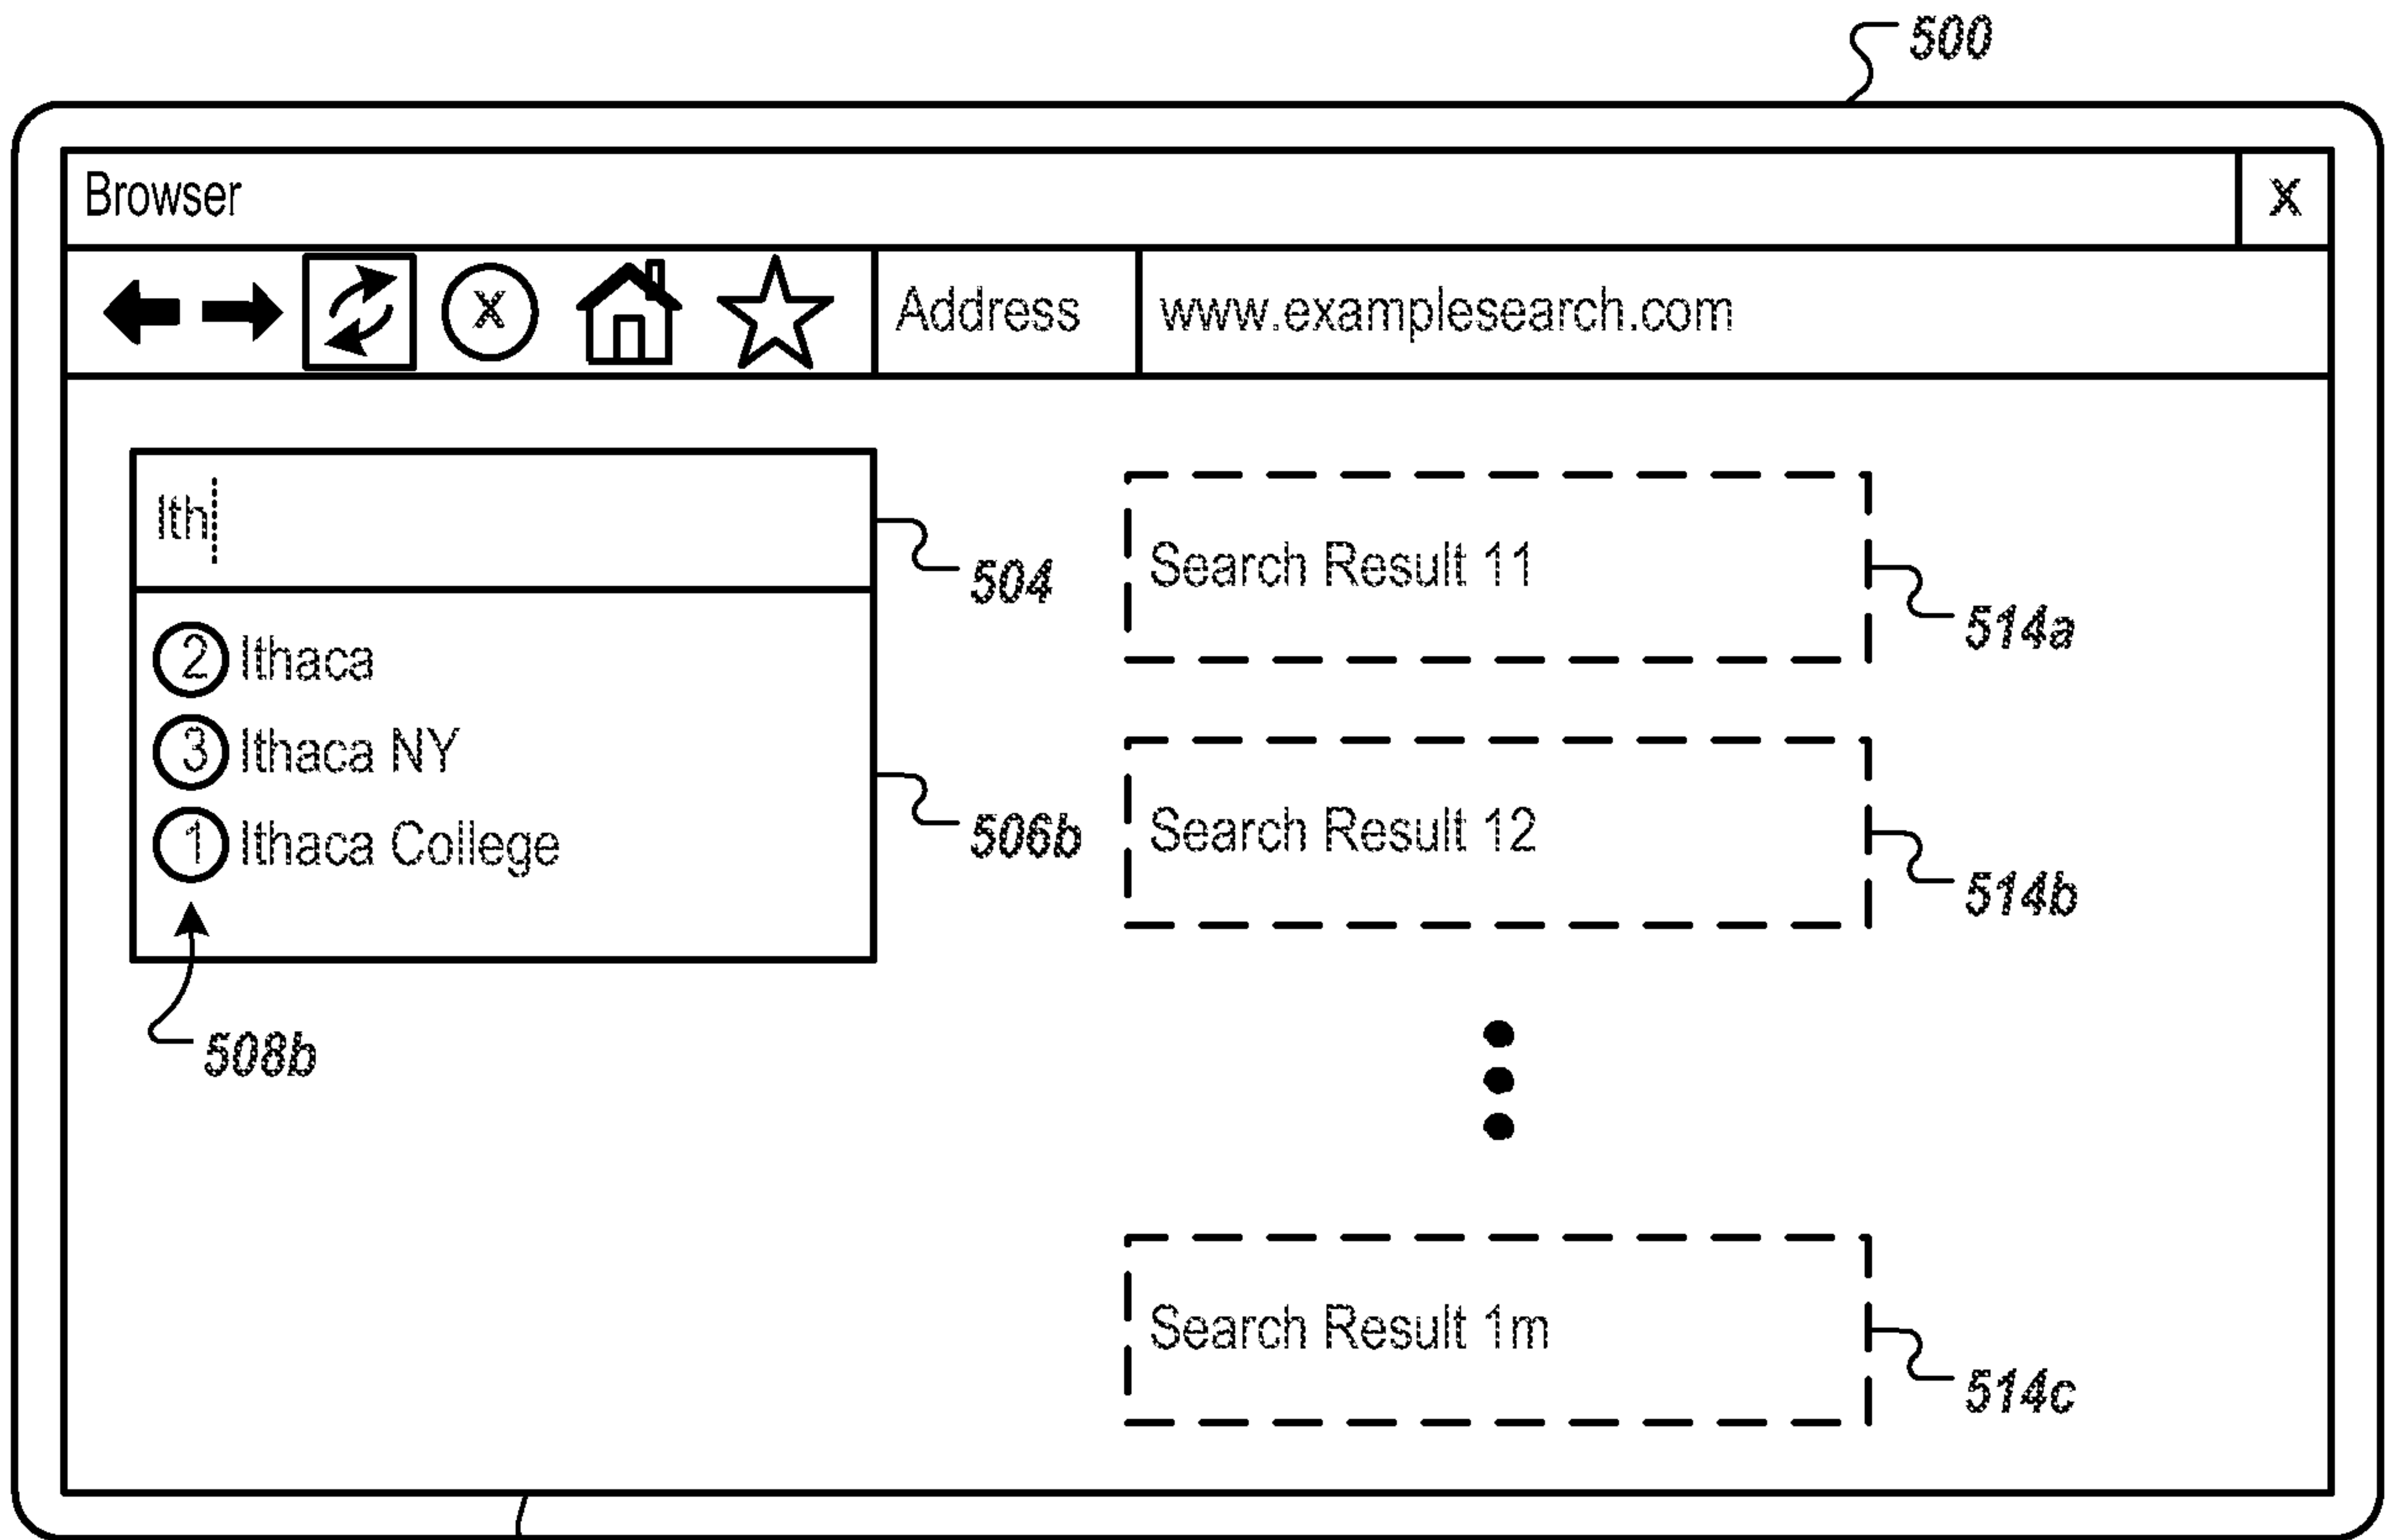 500
Browser X
X Address www.examplesearch.com
Ith
504
2 Ithaca
3 Ithaca NY
1 Ithaca College
506b
508b
Search Result 11
514a
Search Result 12
514b
Search Result 1m
514c